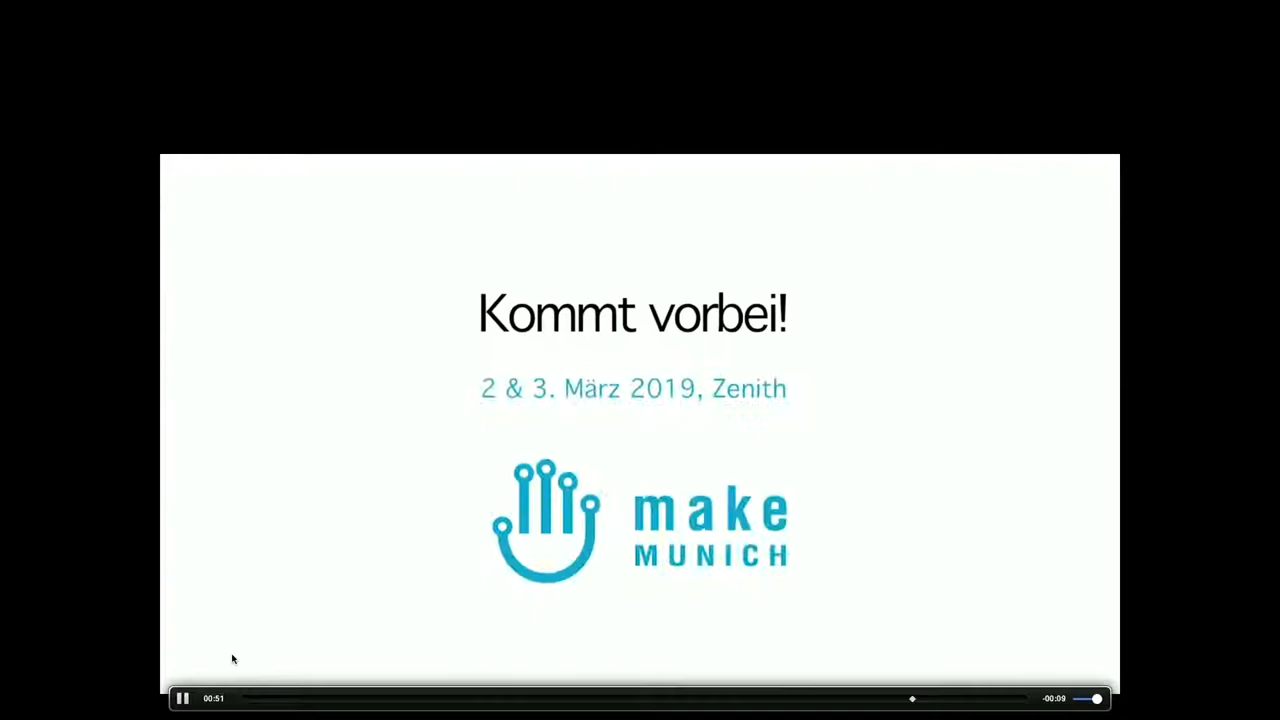 Kommt vorbei!
2 & 3. März 2019, Zenith
make
MUNICH
00:51
-00:09